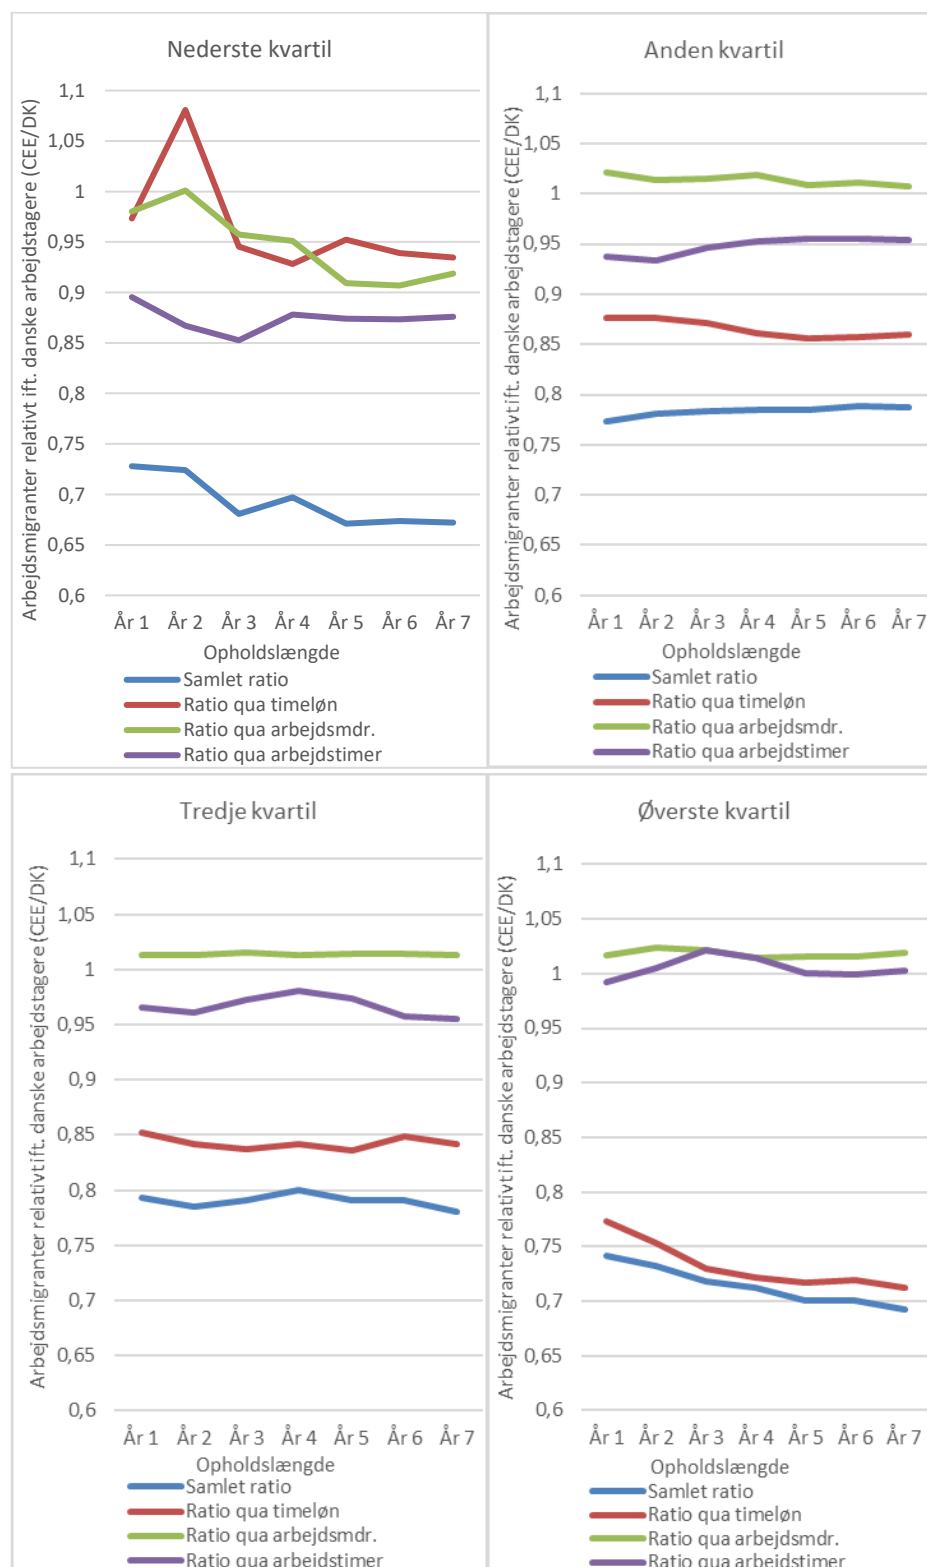 Nederste kvartil
Arbejdsmigranter relativt ift. danske arbejdstagere (CEE/DK)
1,1
1,05
1
0,95
0,9
0,85
0,8
0,75
0,7
0,65
0,6
År 1 År 2 År 3 År 4 År 5 År 6 År 7
Opholdslængde
Samlet ratio
Ratio qua timeløn
Ratio qua arbejdsmdr.
Ratio qua arbejdstimer
Anden kvartil
Arbejdsmigranter relativt ift. danske arbejdstagere (CEE/DK)
1,1
1,05
1
0,95
0,9
0,85
0,8
0,75
0,7
0,65
0,6
År 1 År 2 År 3 År 4 År 5 År 6 År 7
Opholdslængde
Samlet ratio
Ratio qua timeløn
Ratio qua arbejdsmdr.
Ratio qua arbejdstimer
Tredje kvartil
Arbejdsmigranter relativt ift. danske arbejdstagere (CEE/DK)
1,1
1,05
1
0,95
0,9
0,85
0,8
0,75
0,7
0,65
0,6
År 1 År 2 År 3 År 4 År 5 År 6 År 7
Opholdslængde
Samlet ratio
Ratio qua timeløn
Ratio qua arbejdsmdr.
Ratio qua arbejdstimer
Øverste kvartil
Arbejdsmigranter relativt ift. danske arbejdstagere (CEE/DK)
1,1
1,05
1
0,95
0,9
0,85
0,8
0,75
0,7
0,65
0,6
År 1 År 2 År 3 År 4 År 5 År 6 År 7
Opholdslængde
Samlet ratio
Ratio qua timeløn
Ratio qua arbejdsmdr.
Ratio qua arbejdstimer